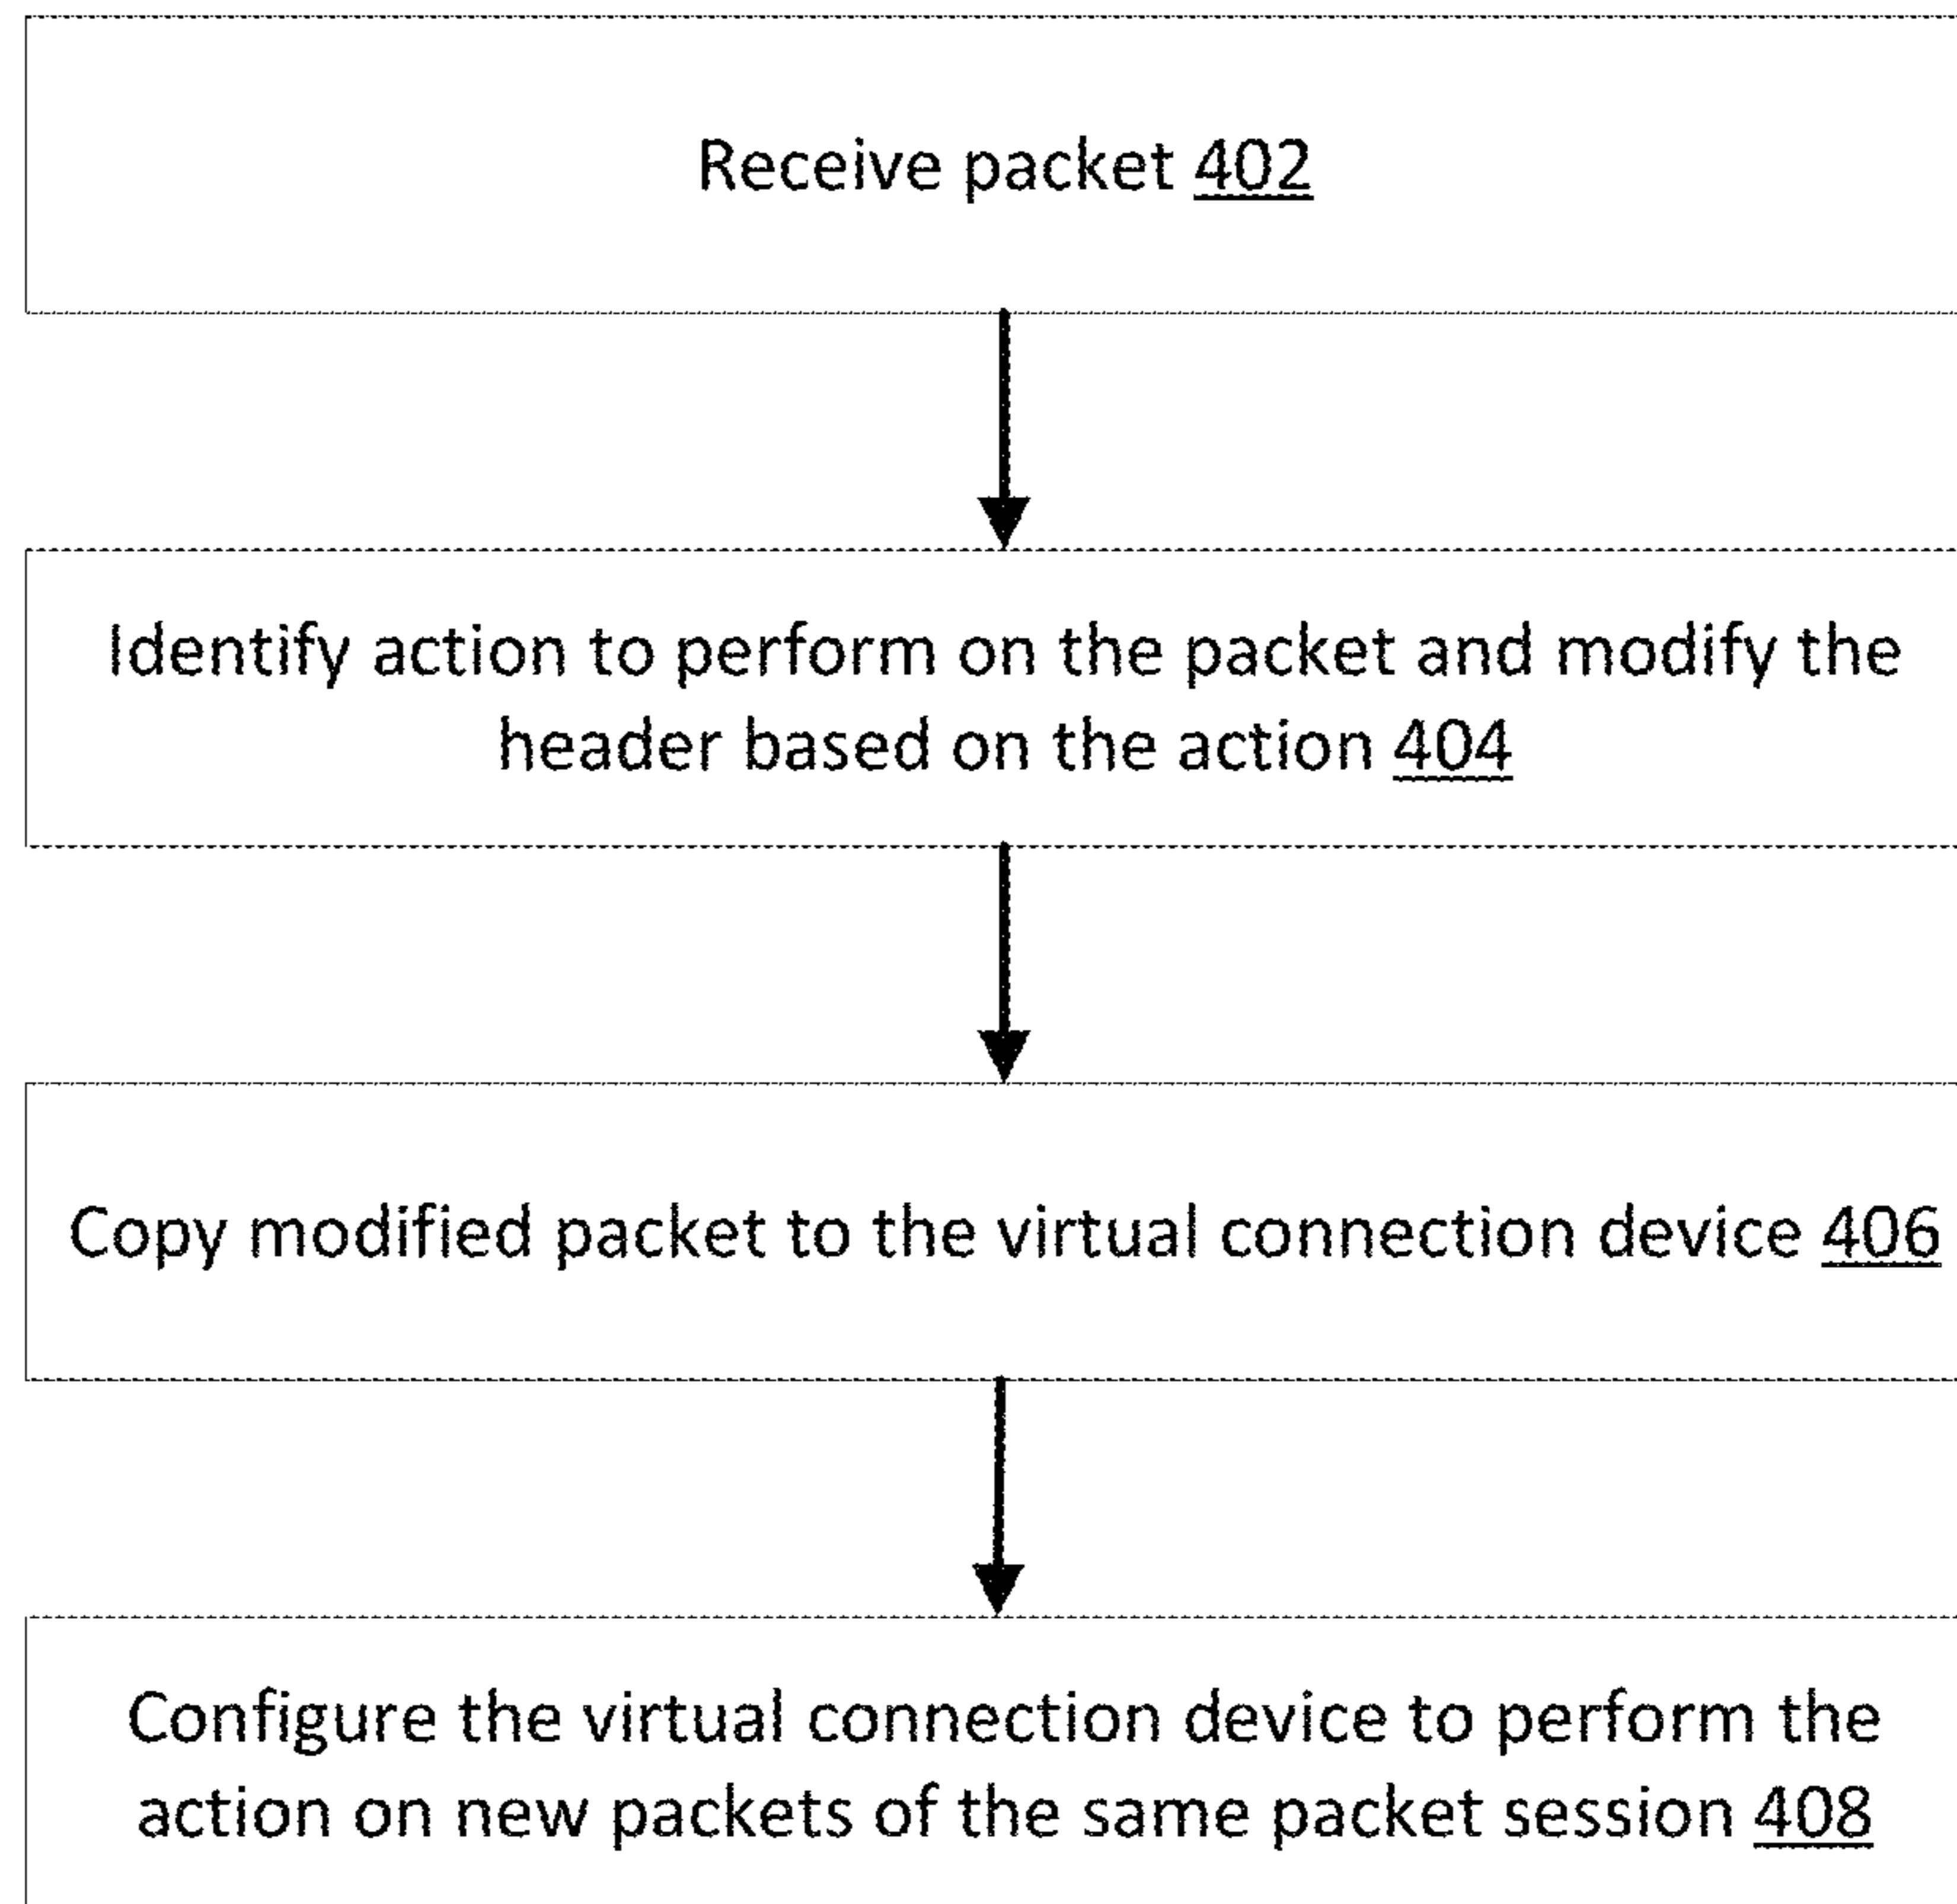 Receive packet 402
Identify action to perform on the packet and modify the
header based on the action 404
Copy modified packet to the virtual connection device 406
Configure the virtual connection device to perform the
action on new packets of the same packet session 408